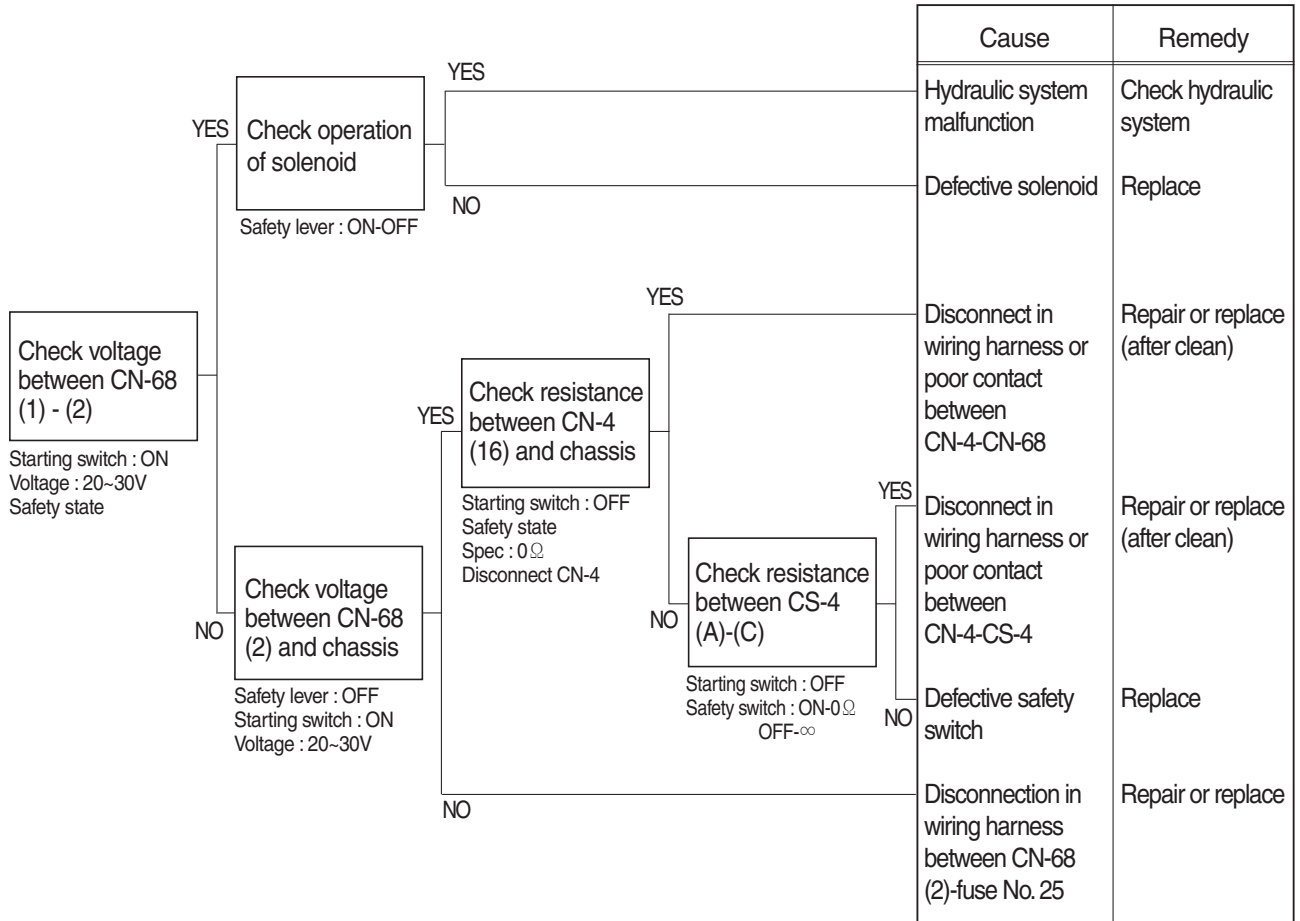 Cause
Remedy
YES
Hydraulic system
malfunction
Check hydraulic
system
YES
Check operation
of solenoid
NO
Defective solenoid
Replace
Safety lever : ON-OFF
YES
Disconnect in
wiring harness or
poor contact
between
CN-4-CN-68
Repair or replace
(after clean)
Check voltage
between CN-68
(1) - (2)
Starting switch : ON
Voltage : 20~30V
Safety state
YES
Check resistance
between CN-4
(16) and chassis
Starting switch : OFF
Safety state
Spec : 0Ω
Disconnect CN-4
YES
Disconnect in
wiring harness or
poor contact
between
CN-4-CS-4
Repair or replace
(after clean)
NO
Check voltage
between CN-68
(2) and chassis
Safety lever : OFF
Starting switch : ON
Voltage : 20~30V
NO
Check resistance
between CS-4
(A)-(C)
Starting switch : OFF
Safety switch : ON-0Ω
OFF-∞
NO
Defective safety
switch
Replace
NO
Disconnection in
wiring harness
between CN-68
(2)-fuse No. 25
Repair or replace